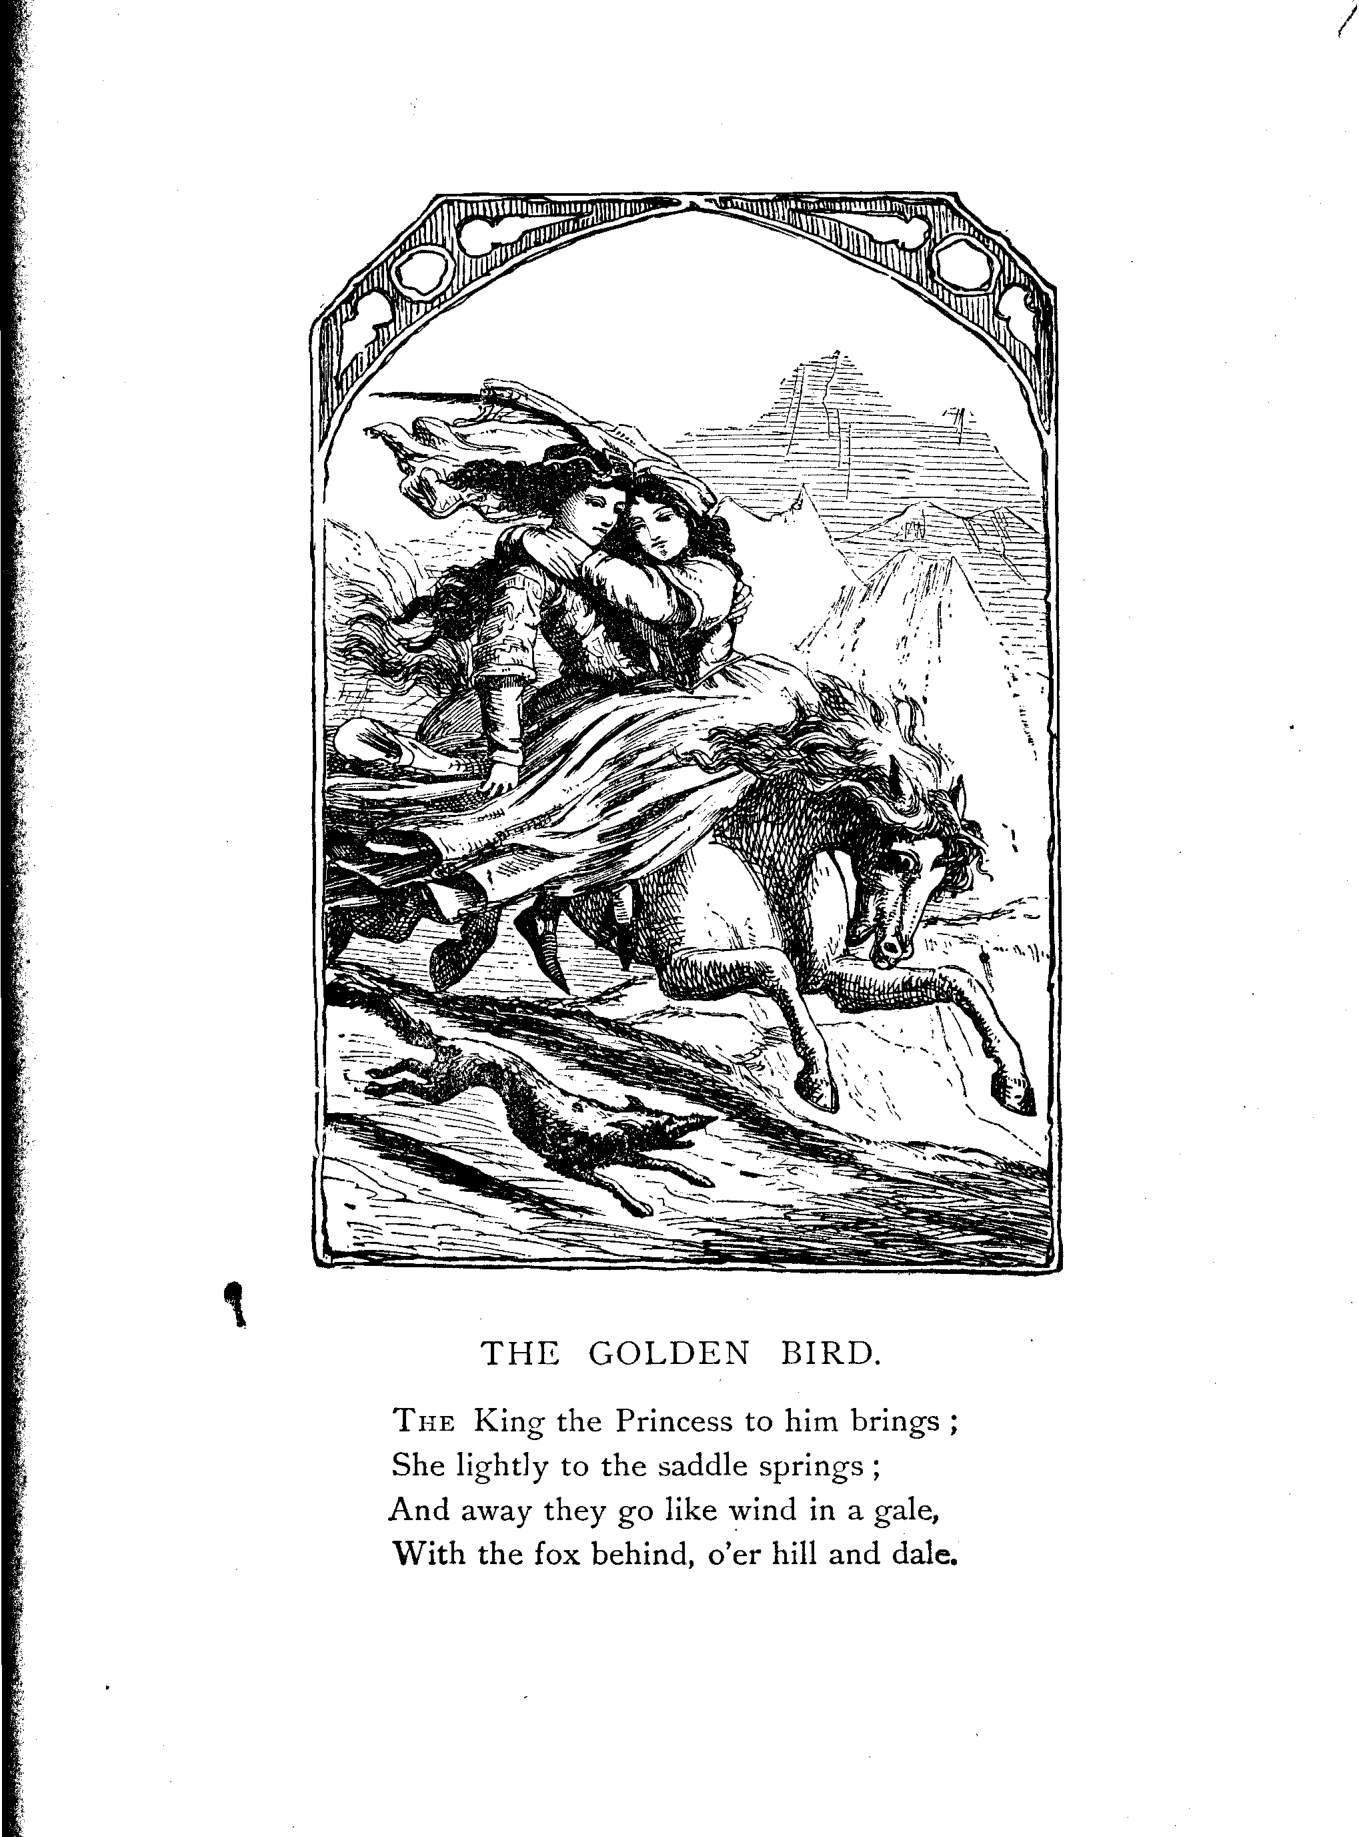 THE GOLDEN BIRD.
THE King the Princess to him brings ;
She lightly to the saddle springs ;
And away they go like wind in a gale,
With the fox behind, o'er hill and dale.